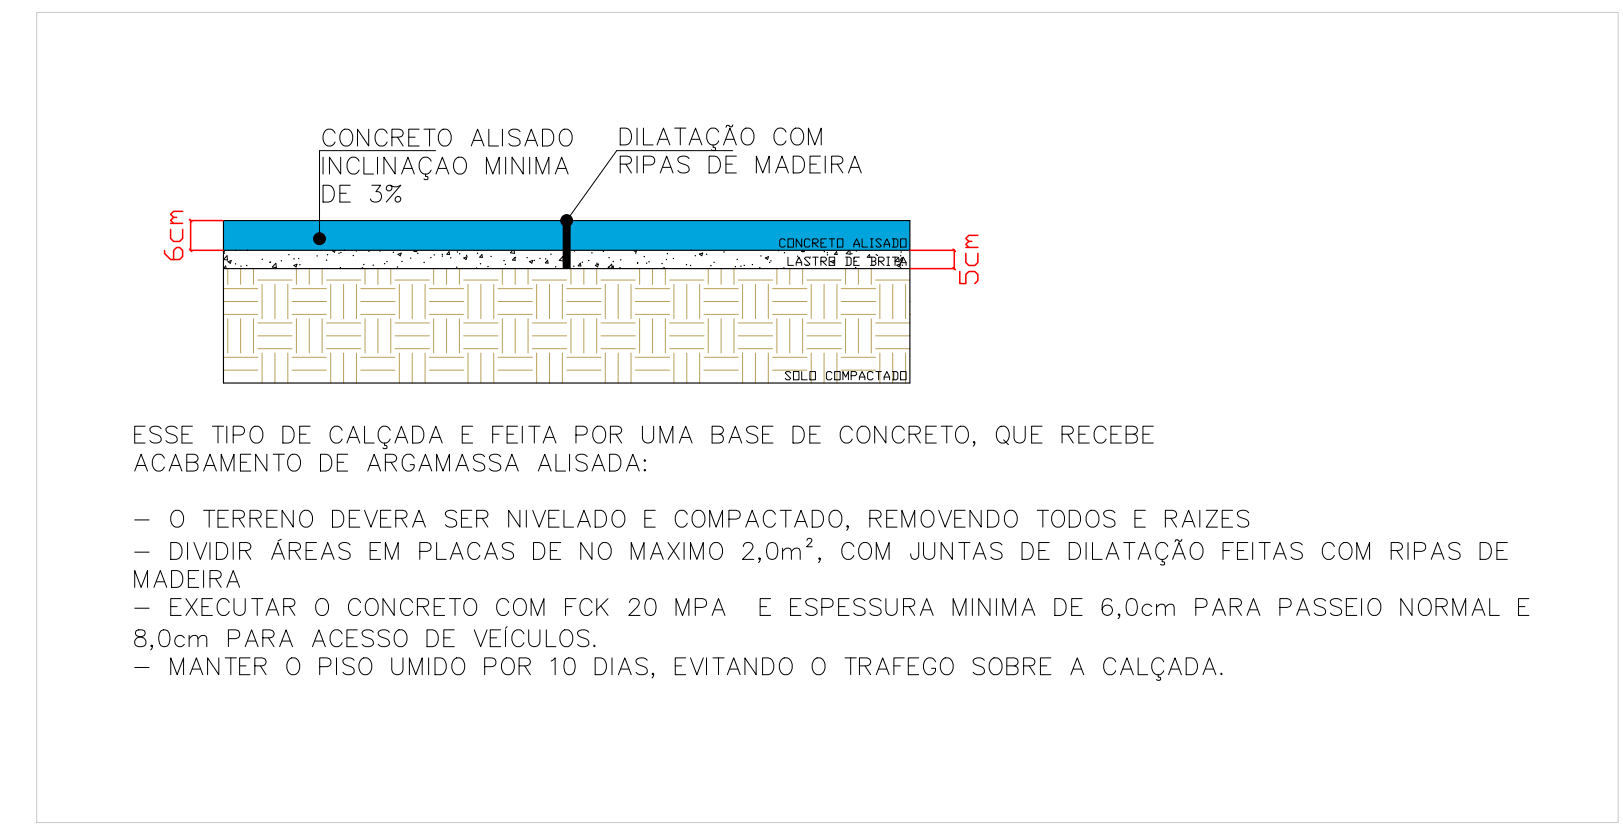 CONCRETO ALISADO
INCLINAÇAO MINIMA
DE 3%
DILATAÇÃO COM
RIPAS DE MADEIRA
6cm
CONCRETO ALISADO
LASTRO DE BRITA
5cm
SOLO COMPACTADO
ESSE TIPO DE CALÇADA E FEITA POR UMA BASE DE CONCRETO, QUE RECEBE
ACABAMENTO DE ARGAMASSA ALISADA:
— O TERRENO DEVERA SER NIVELADO E COMPACTADO, REMOVENDO TODOS E RAIZES
— DIVIDIR ÁREAS EM PLACAS DE NO MAXIMO 2,0m², COM JUNTAS DE DILATAÇÃO FEITAS COM RIPAS DE
MADEIRA
— EXECUTAR O CONCRETO COM FCK 20 MPA  E ESPESSURA MINIMA DE 6,0cm PARA PASSEIO NORMAL E
8,0cm PARA ACESSO DE VEÍCULOS.
— MANTER O PISO UMIDO POR 10 DIAS, EVITANDO O TRAFEGO SOBRE A CALÇADA.